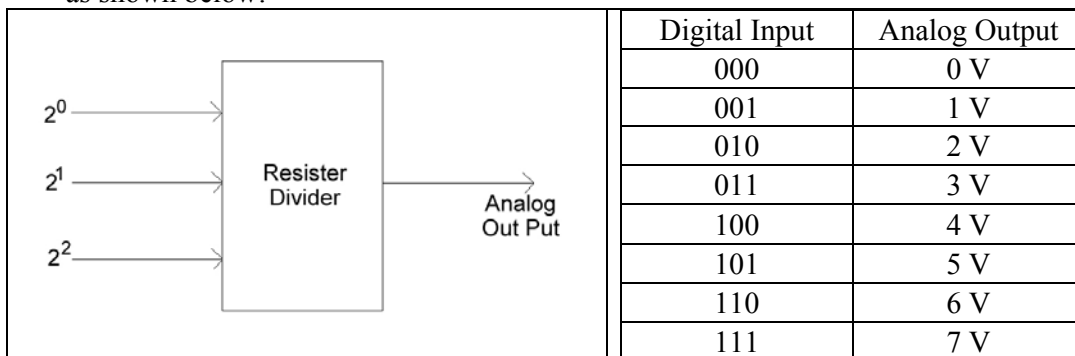 as shown below:
2⁰
2¹
2²
Resister
Divider
Analog
Out Put
Digital Input Analog Output
000 0 V
001 1 V
010 2 V
011 3 V
100 4 V
101 5 V
110 6 V
111 7 V